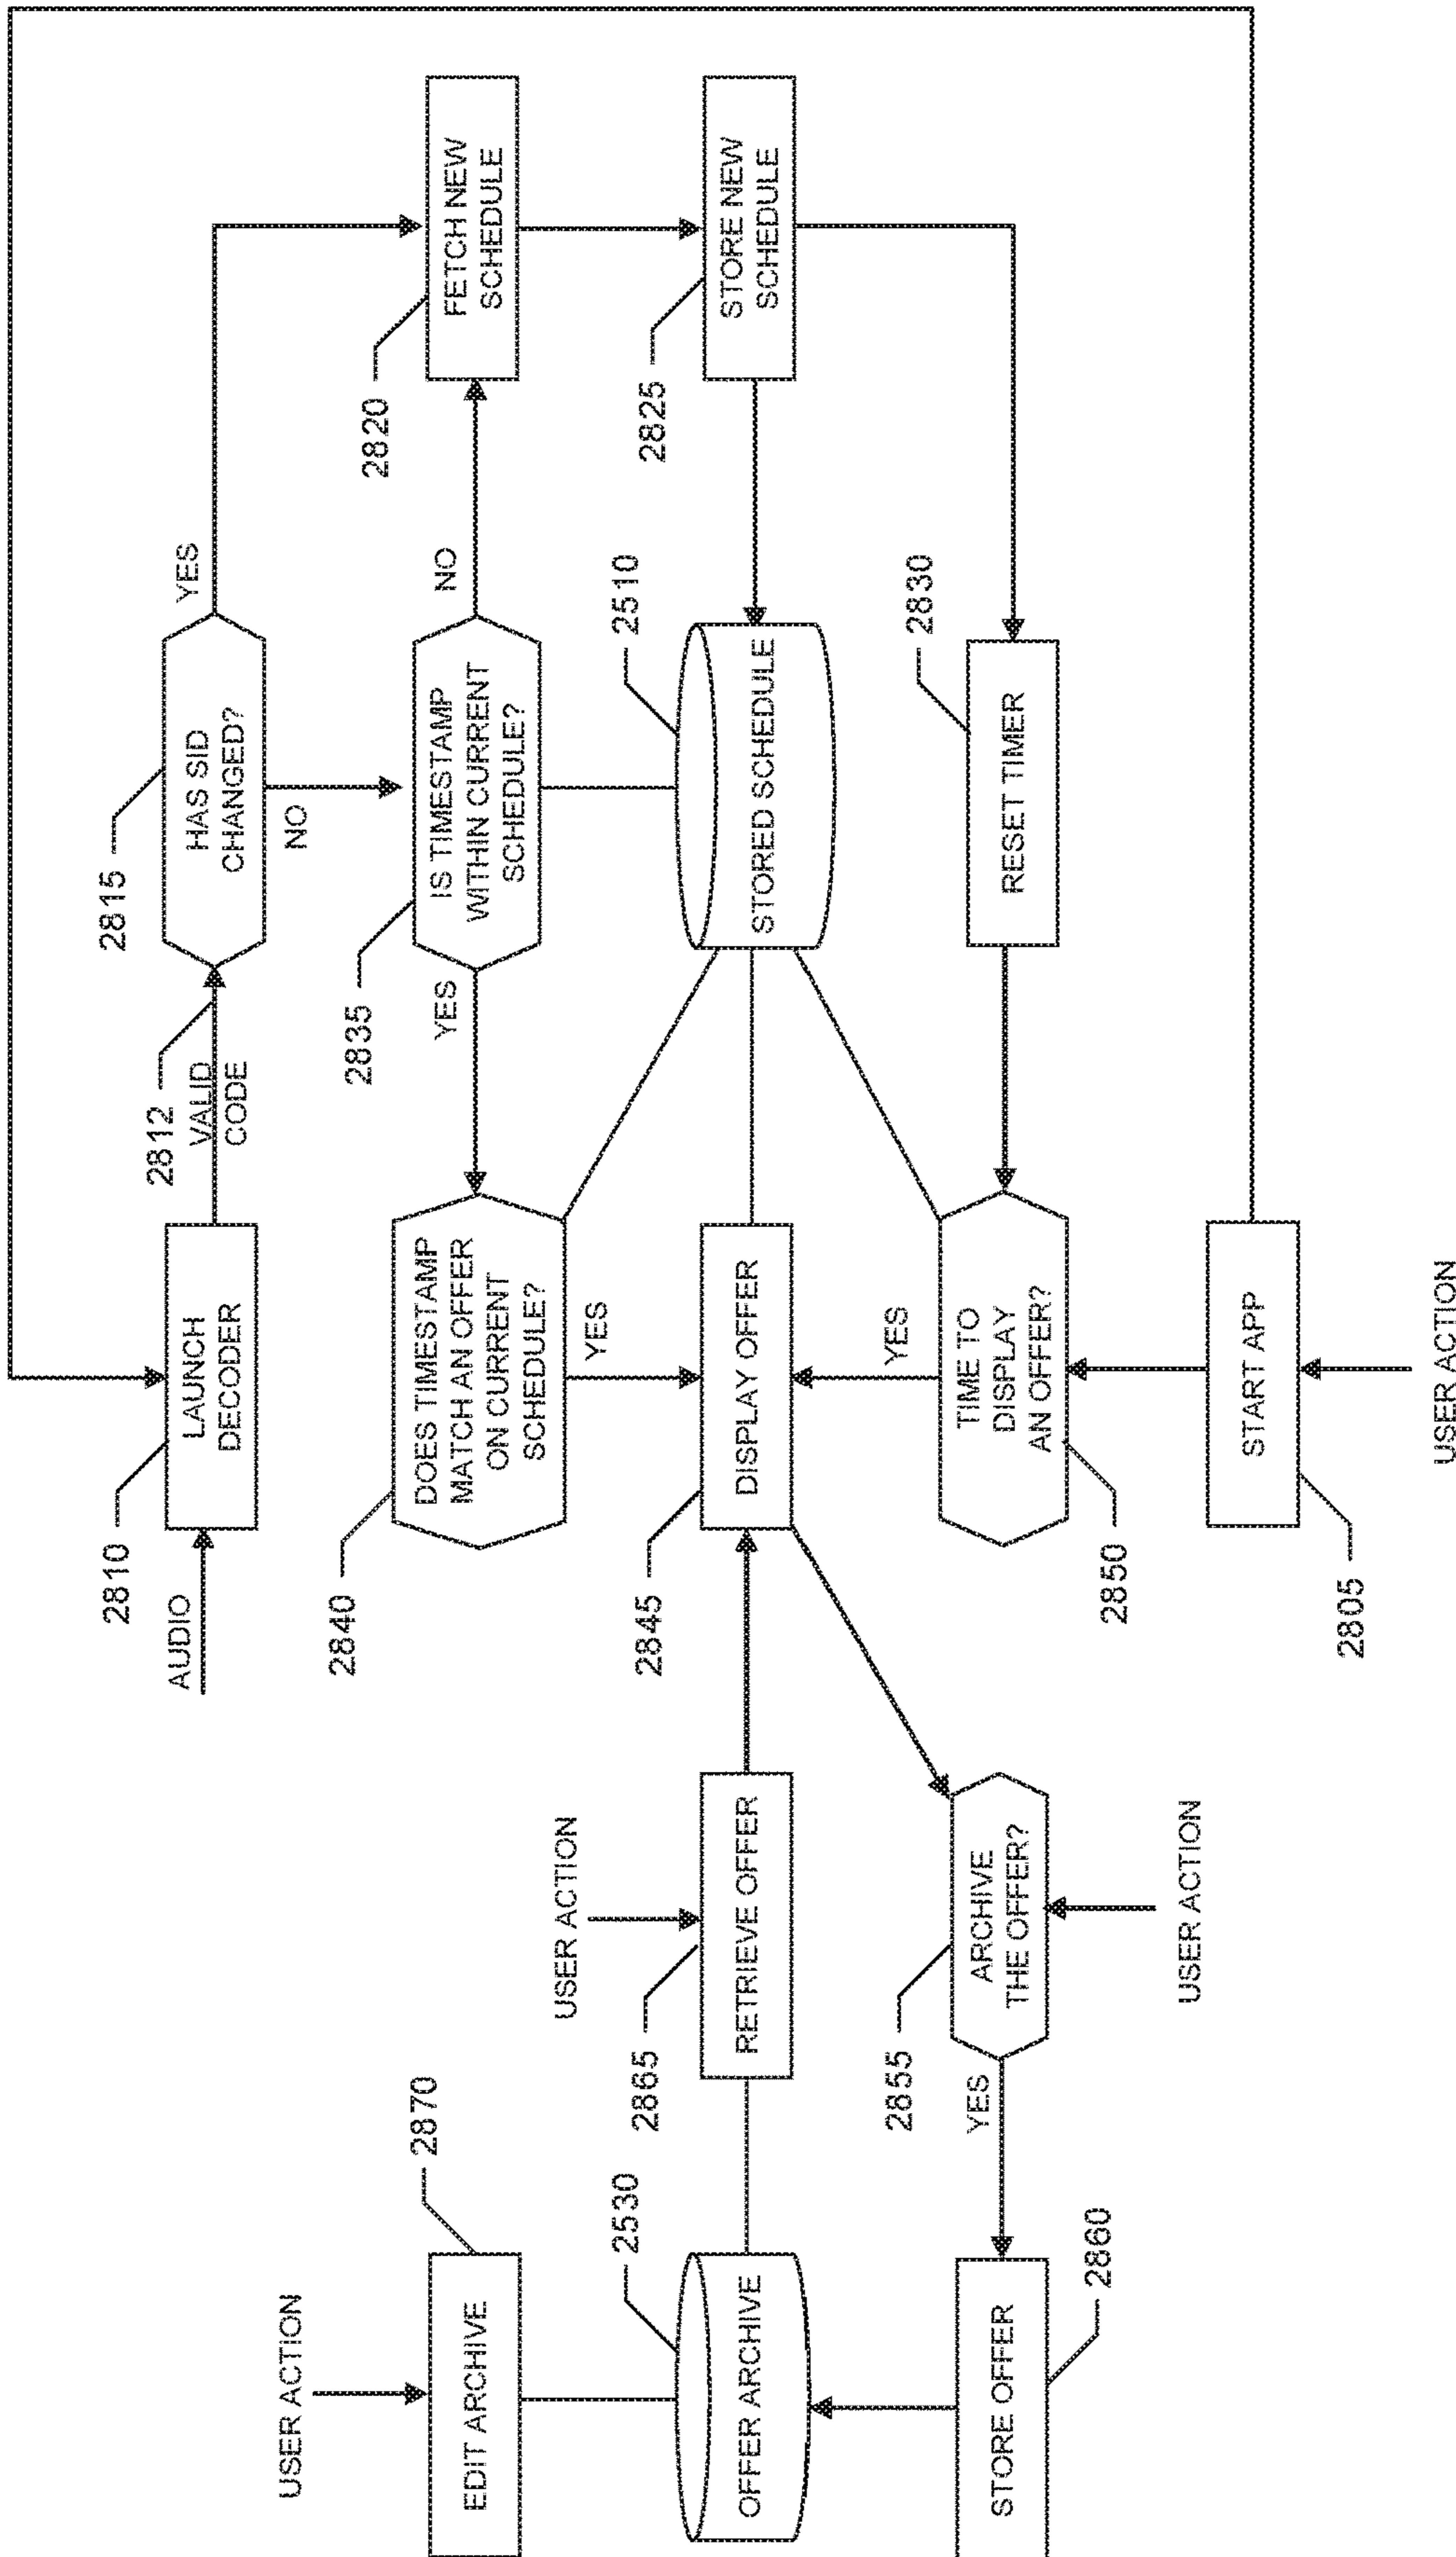 USER ACTION
EDIT ARCHIVE
2870
2530
OFFER ARCHIVE
STORE OFFER
2860
USER ACTION
2865
RETRIEVE OFFER
2855
YES
ARCHIVE
THE OFFER?
USER ACTION
AUDIO
2810
LAUNCH
DECODER
2812
VALID
CODE
2815
HAS SID
CHANGED?
YES
NO
2840
DOES TIMESTAMP
MATCH AN OFFER
ON CURRENT
SCHEDULE?
YES
2835
YES
IS TIMESTAMP
WITHIN CURRENT
SCHEDULE?
NO
2820
FETCH NEW
SCHEDULE
2845
DISPLAY OFFER
2510
STORED SCHEDULE
2825
STORE NEW
SCHEDULE
YES
2850
TIME TO
DISPLAY
AN OFFER?
2830
RESET TIMER
2805
START APP
USER ACTION